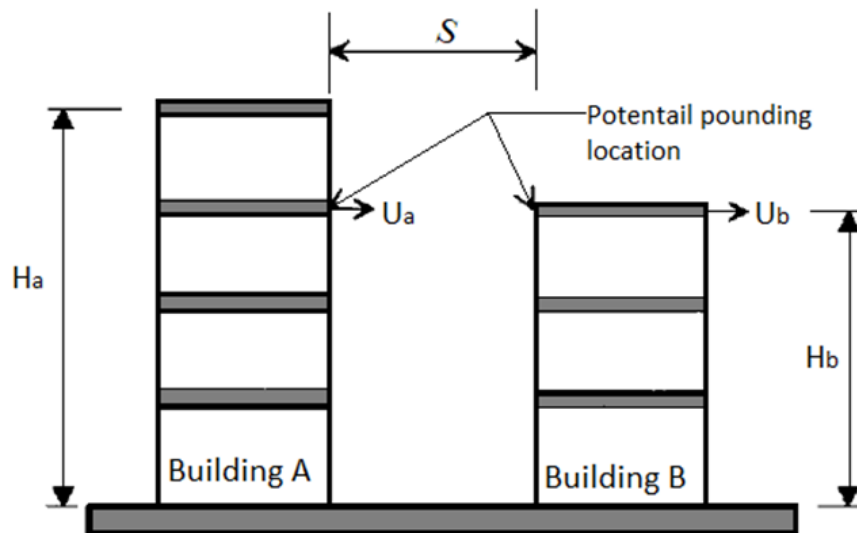 S
Potentail pounding
location
Ua
Ub
Ha
Hb
Building A
Building B